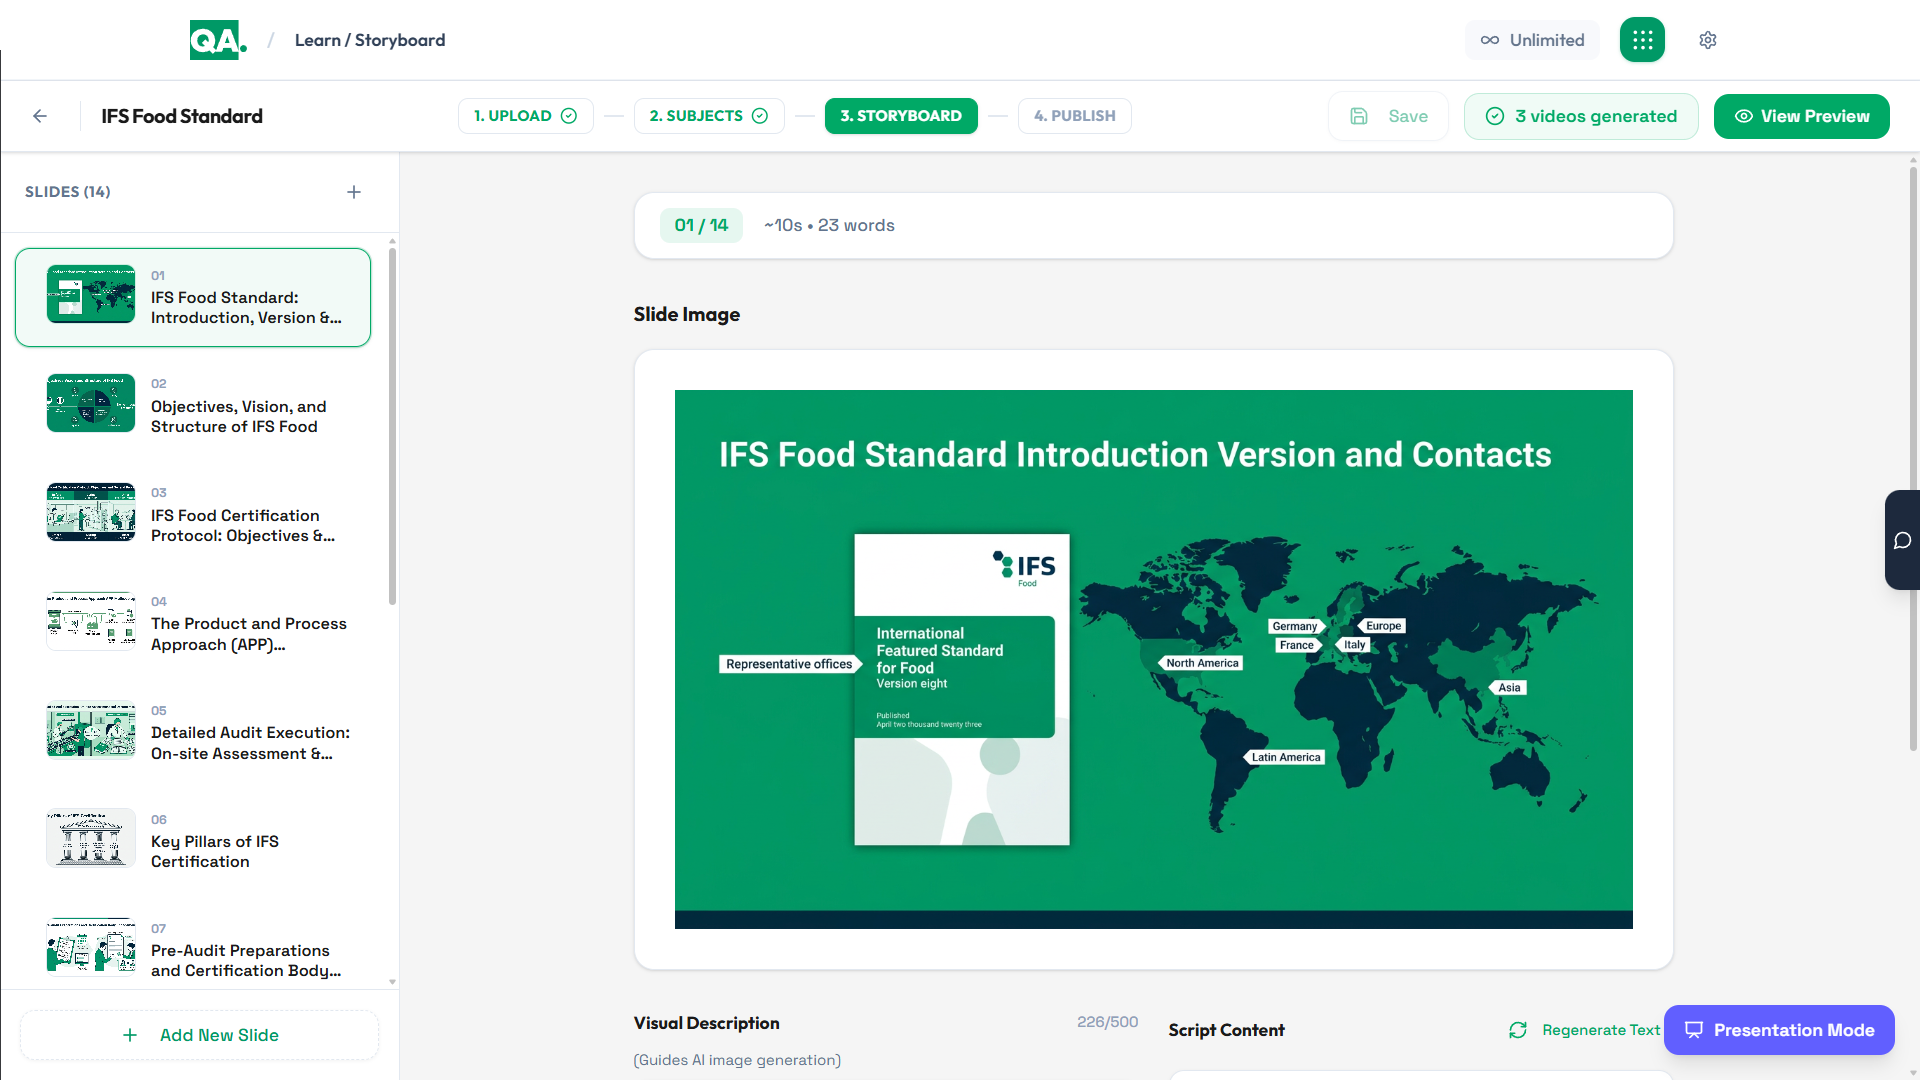 QA.
/
Learn / Storyboard
Unlimited
IFS Food Standard
1. UPLOAD
2. SUBJECTS
3. STORYBOARD
4. PUBLISH
Save
3 videos generated
View Preview
SLIDES (14)
01
IFS Food Standard:
Introduction, Version &...
02
Objectives, Vision, and
Structure of IFS Food
03
IFS Food Certification
Protocol: Objectives &...
04
The Product and Process
Approach (APP)...
05
Detailed Audit Execution:
On-site Assessment &...
06
Key Pillars of IFS
Certification
07
Pre-Audit Preparations
and Certification Body...
Add New Slide
01 / 14
~10s • 23 words
Slide Image
IFS Food Standard Introduction Version and Contacts
IFS
Food
International
Featured Standard
for Food
Version eight
Published
April two thousand twenty three
Representative offices
Germany
Europe
France
Italy
North America
Asia
Latin America
Visual Description
226/500
(Guides AI image generation)
Script Content
Regenerate Text
Presentation Mode